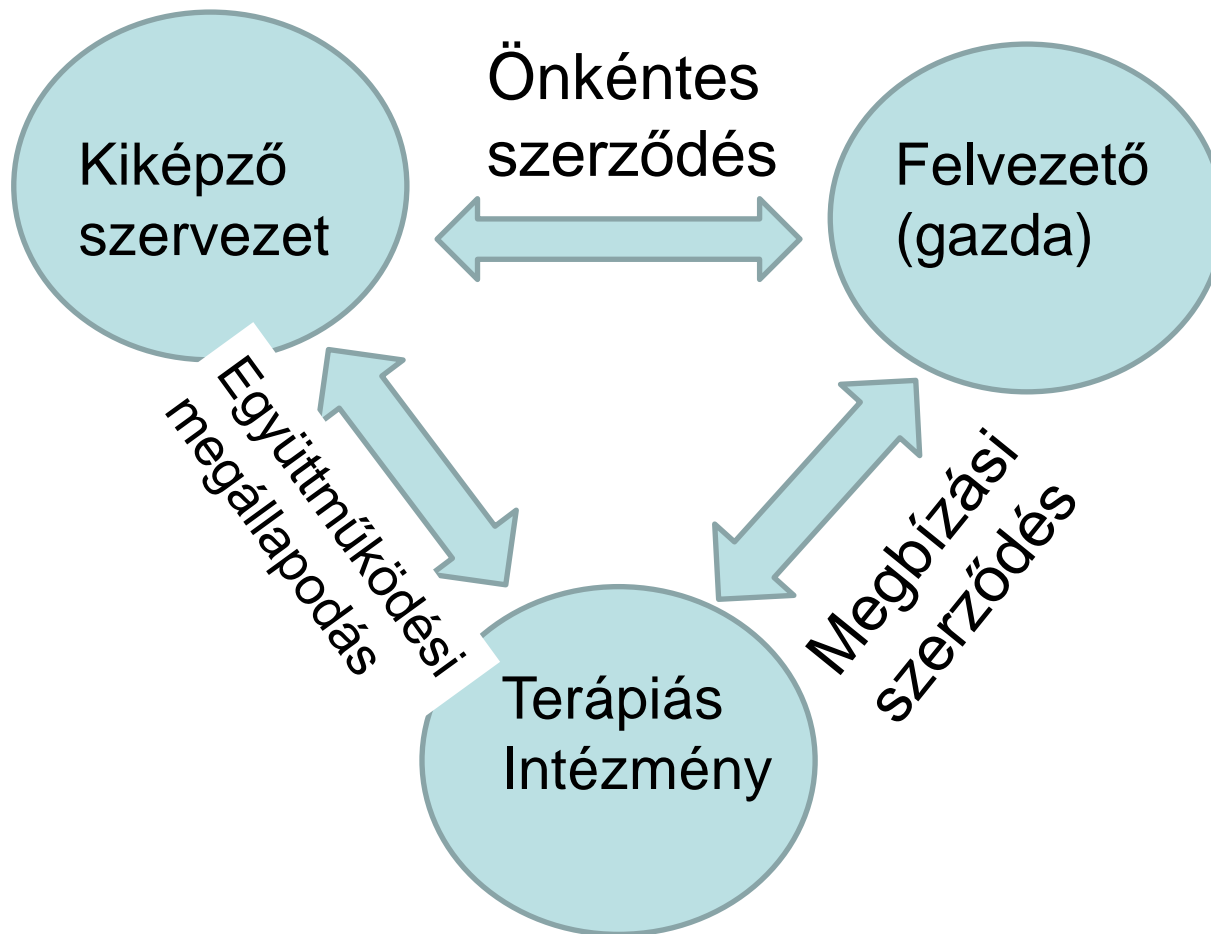 Kiképző
szervezet
Önkéntes
szerződés
Felvezető
(gazda)
Együttműködési
megállapodás
Megbízási
szerződés
Terápiás
Intézmény